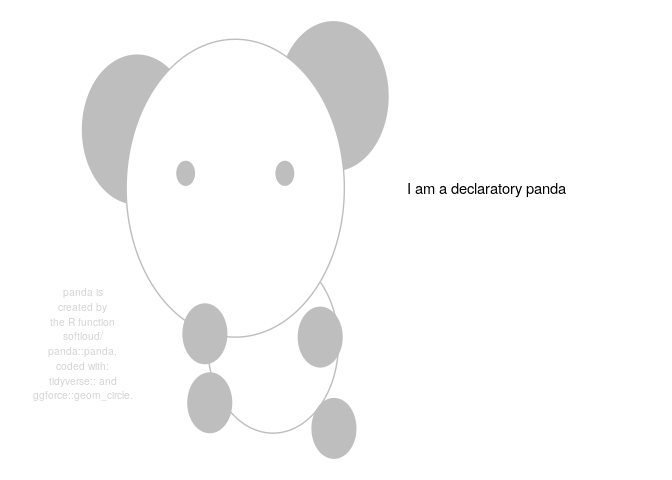 I am a declaratory panda
panda is
created by
the R function
softloud/
panda::panda,
coded with:
tidyverse:: and
ggforce::geom_circle.